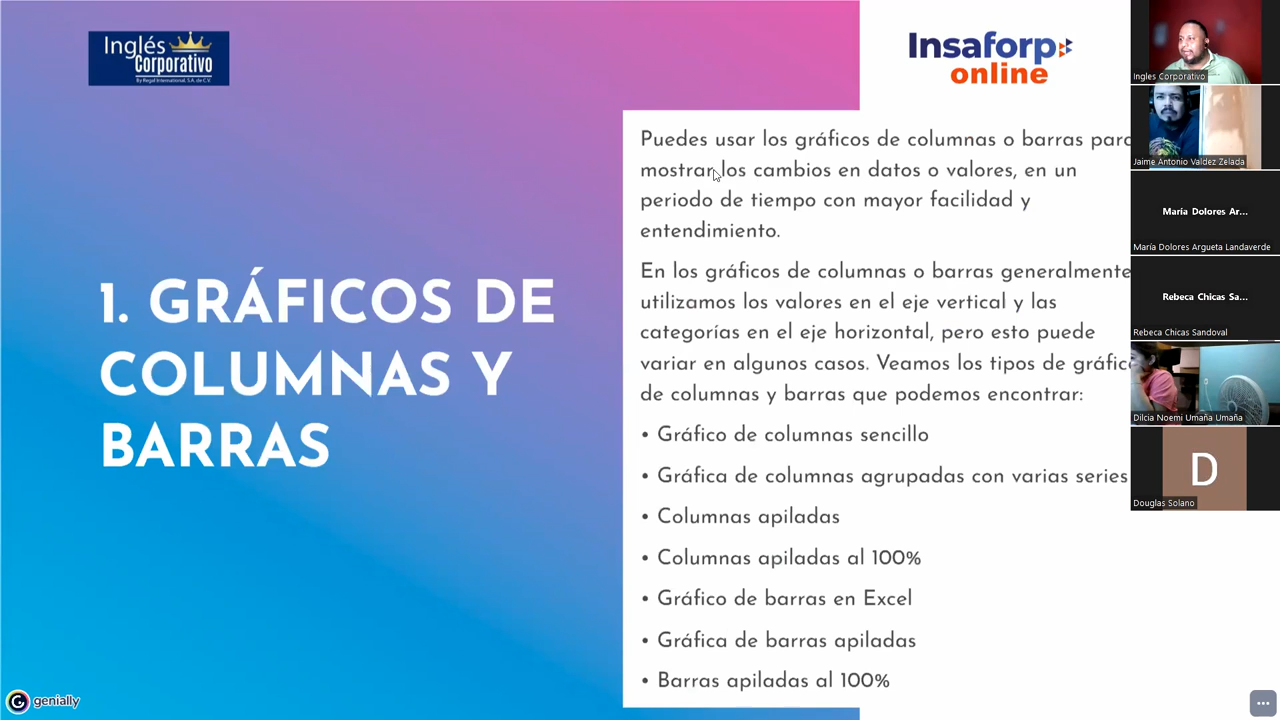 Inglés
Corporativo
By Regal International, S.A. de C.V.
Insaforp
online
1. GRÁFICOS DE
COLUMNAS Y
BARRAS
Puedes usar los gráficos de columnas o barras para
mostrar los cambios en datos o valores, en un
periodo de tiempo con mayor facilidad y
entendimiento.
En los gráficos de columnas o barras generalmente
utilizamos los valores en el eje vertical y las
categorías en el eje horizontal, pero esto puede
variar en algunos casos. Veamos los tipos de gráfico
de columnas y barras que podemos encontrar:
• Gráfico de columnas sencillo
• Gráfica de columnas agrupadas con varias series
• Columnas apiladas
• Columnas apiladas al 100%
• Gráfico de barras en Excel
• Gráfica de barras apiladas
• Barras apiladas al 100%
genially
Ingles Corporativo
Jaime Antonio Valdez Zelada
María Dolores Ar...
María Dolores Argueta Landaverde
Rebeca Chicas Sa...
Rebeca Chicas Sandoval
Dilcia Noemi Umaña Umaña
D
Douglas Solano